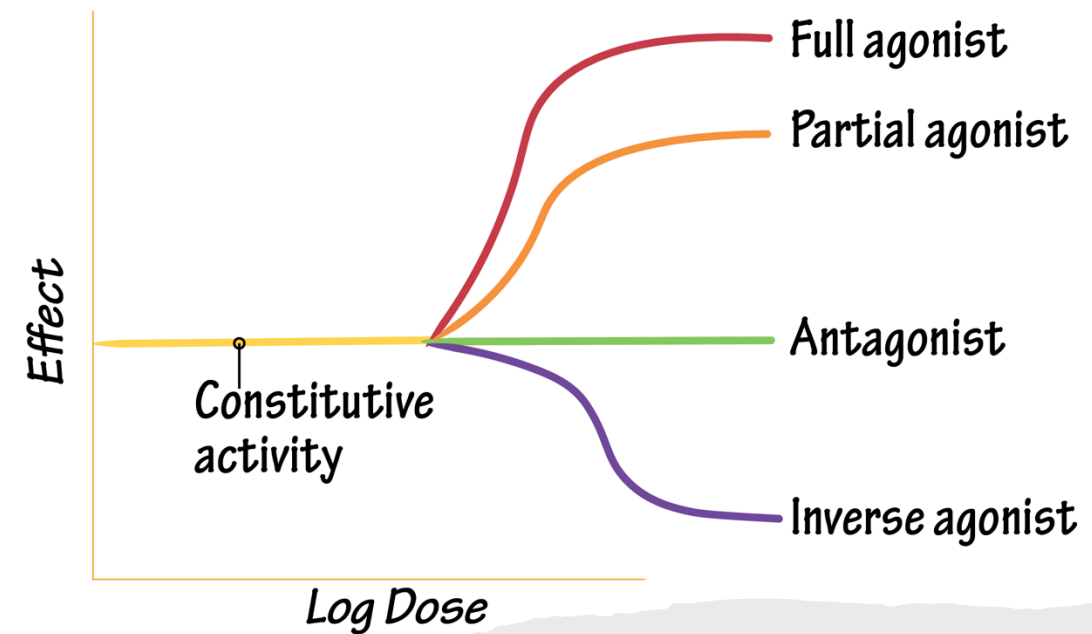 Full agonist
Partial agonist
Effect
Antagonist
Constitutive
activity
Inverse agonist
Log Dose